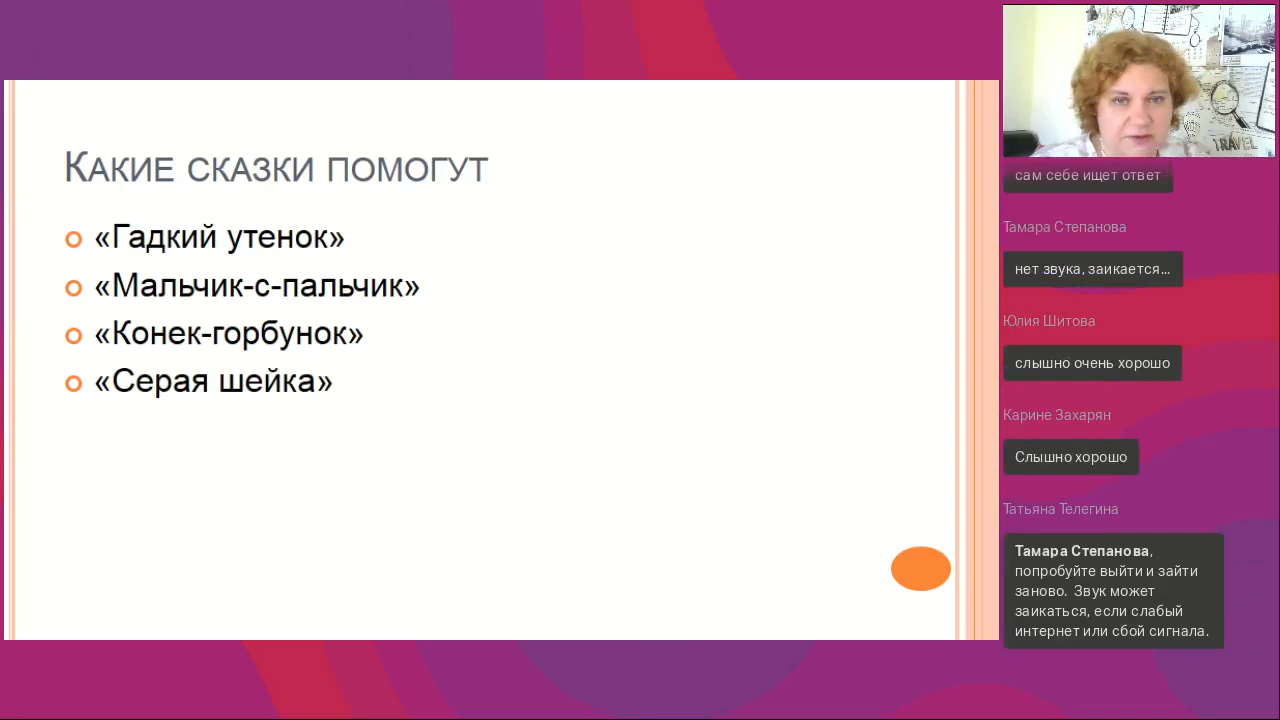 Какие сказки помогут
«Гадкий утенок»
«Мальчик-с-пальчик»
«Конек-горбунок»
«Серая шейка»
TRAVEL
сам себе ищет ответ
Тамара Степанова
нет звука, заикается...
Юлия Шитова
слышно очень хорошо
Карине Захарян
Слышно хорошо
Татьяна Телегина
Тамара Степанова,
попробуйте выйти и зайти
заново. Звук может
заикаться, если слабый
интернет или сбой сигнала.